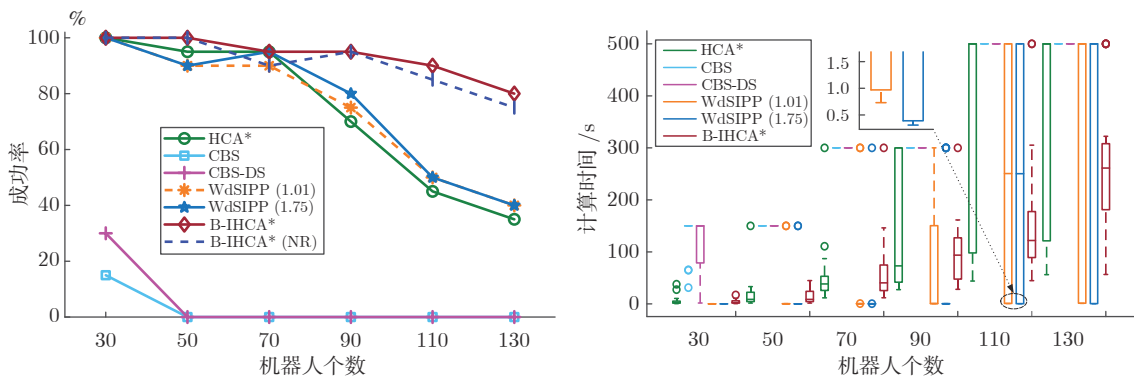 %
100
80
60
40
20
0
成功率
HCA*
CBS
CBS-DS
WdSIPP (1.01)
WdSIPP (1.75)
B-IHCA*
B-IHCA* (NR)
30 50 70 90 110 130
机器人个数
500
400
300
200
100
0
计算时间 /s
HCA*
CBS
CBS-DS
WdSIPP (1.01)
WdSIPP (1.75)
B-IHCA*
1.5
1.0
0.5
30 50 70 90 110 130
机器人个数